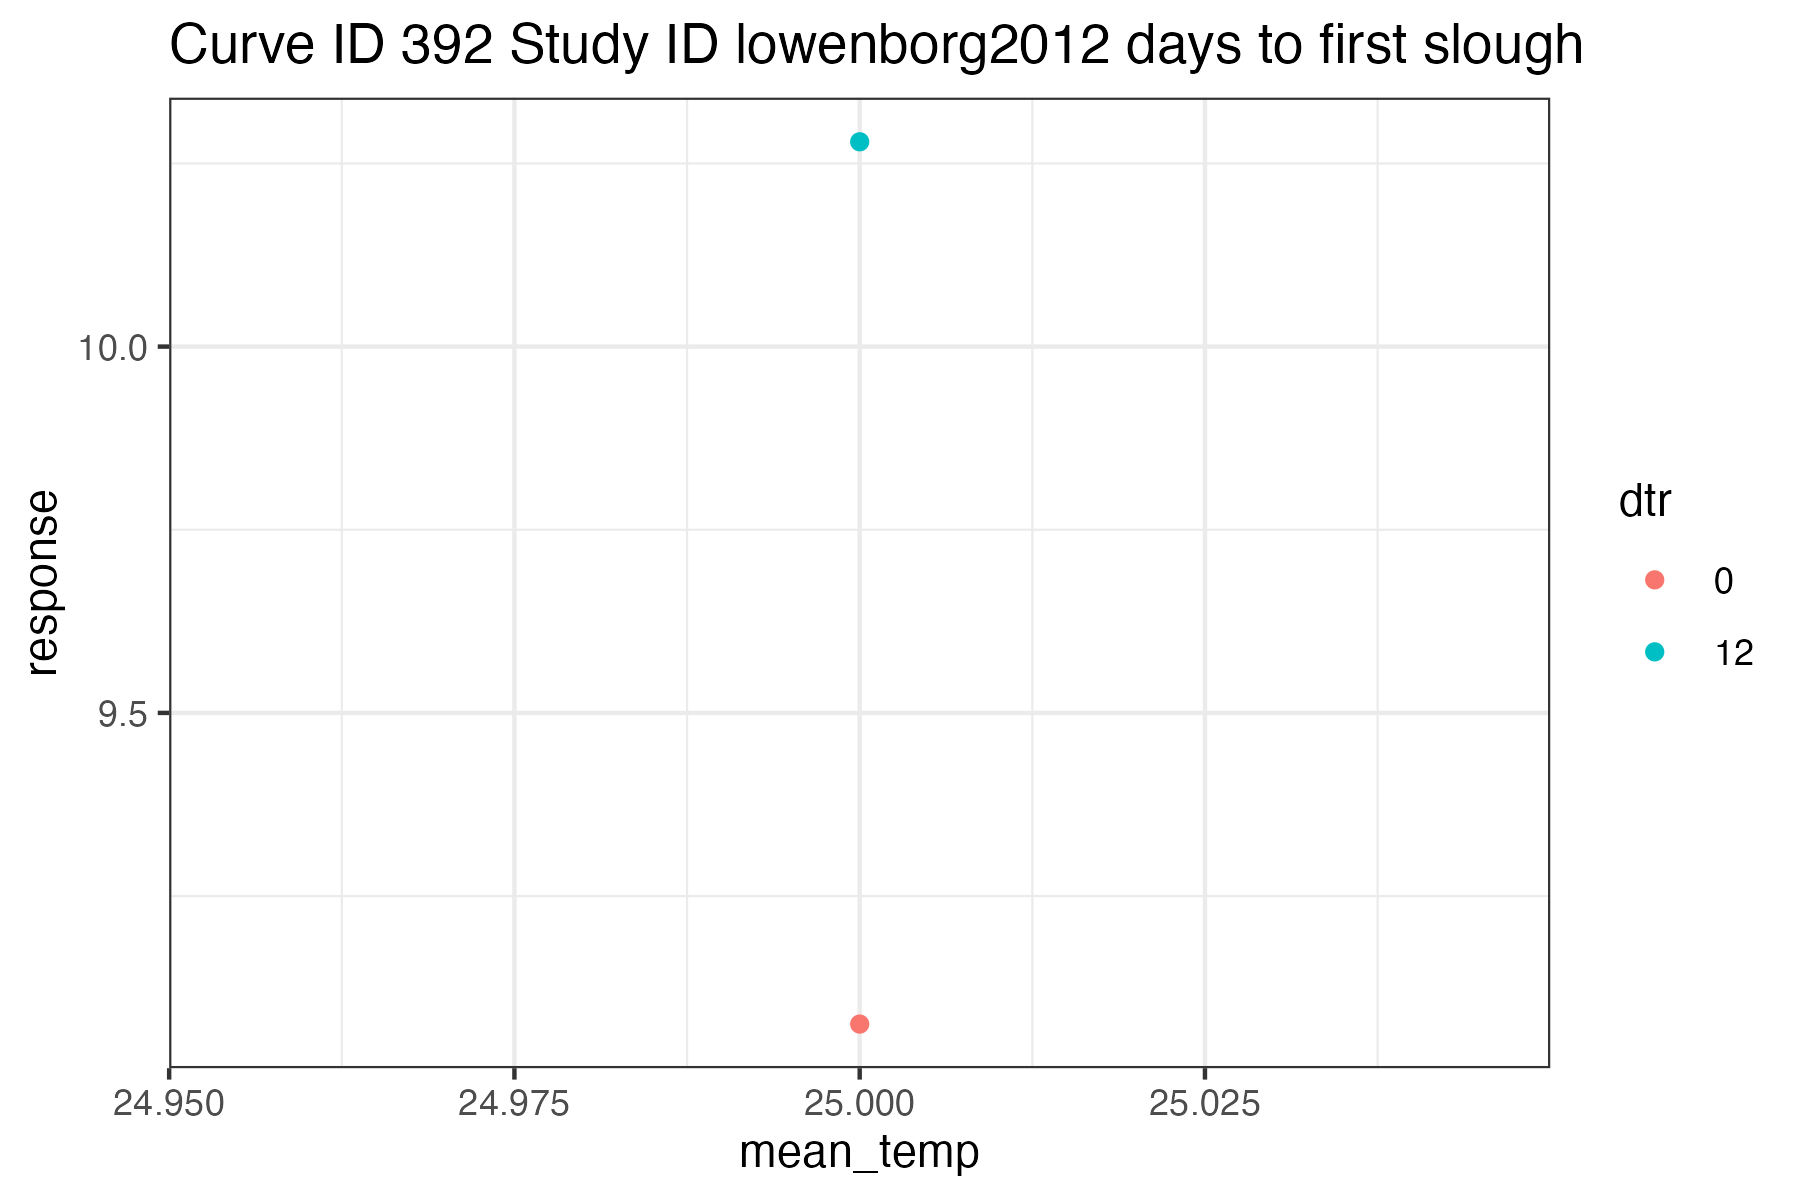 Curve ID 392 Study ID lowenborg2012 days to first slough
response
10.0
9.5
24.950 24.975 25.000 25.025
mean_temp
dtr
0
12